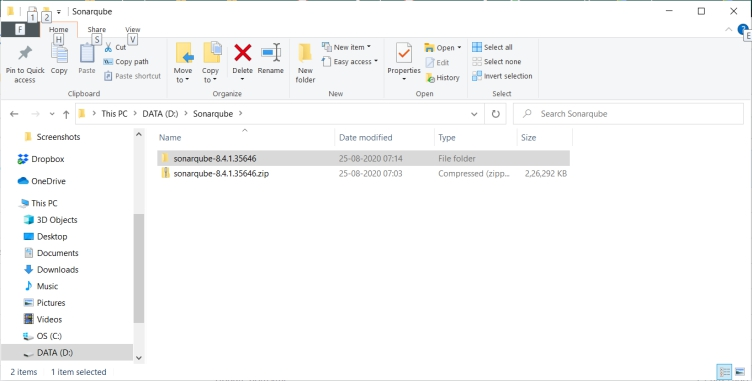 1 2 Sonarqube
F Home Share View E
H S V
Pin to Quick access
Copy
Paste
Cut
Copy path
Paste shortcut
Clipboard
Move to
Copy to
Delete
Rename
Organize
New folder
New item
Easy access
New
Properties
Open
Edit
History
Open
Select all
Select none
Invert selection
Select
This PC > DATA (D:) > Sonarqube >
Search Sonarqube
Name Date modified Type Size
sonarqube-8.4.1.35646 25-08-2020 07:14 File folder
sonarqube-8.4.1.35646.zip 25-08-2020 07:03 Compressed (zipp... 2,26,292 KB
Screenshots
Dropbox
OneDrive
This PC
3D Objects
Desktop
Documents
Downloads
Music
Pictures
Videos
OS (C:)
DATA (D:)
2 items 1 item selected